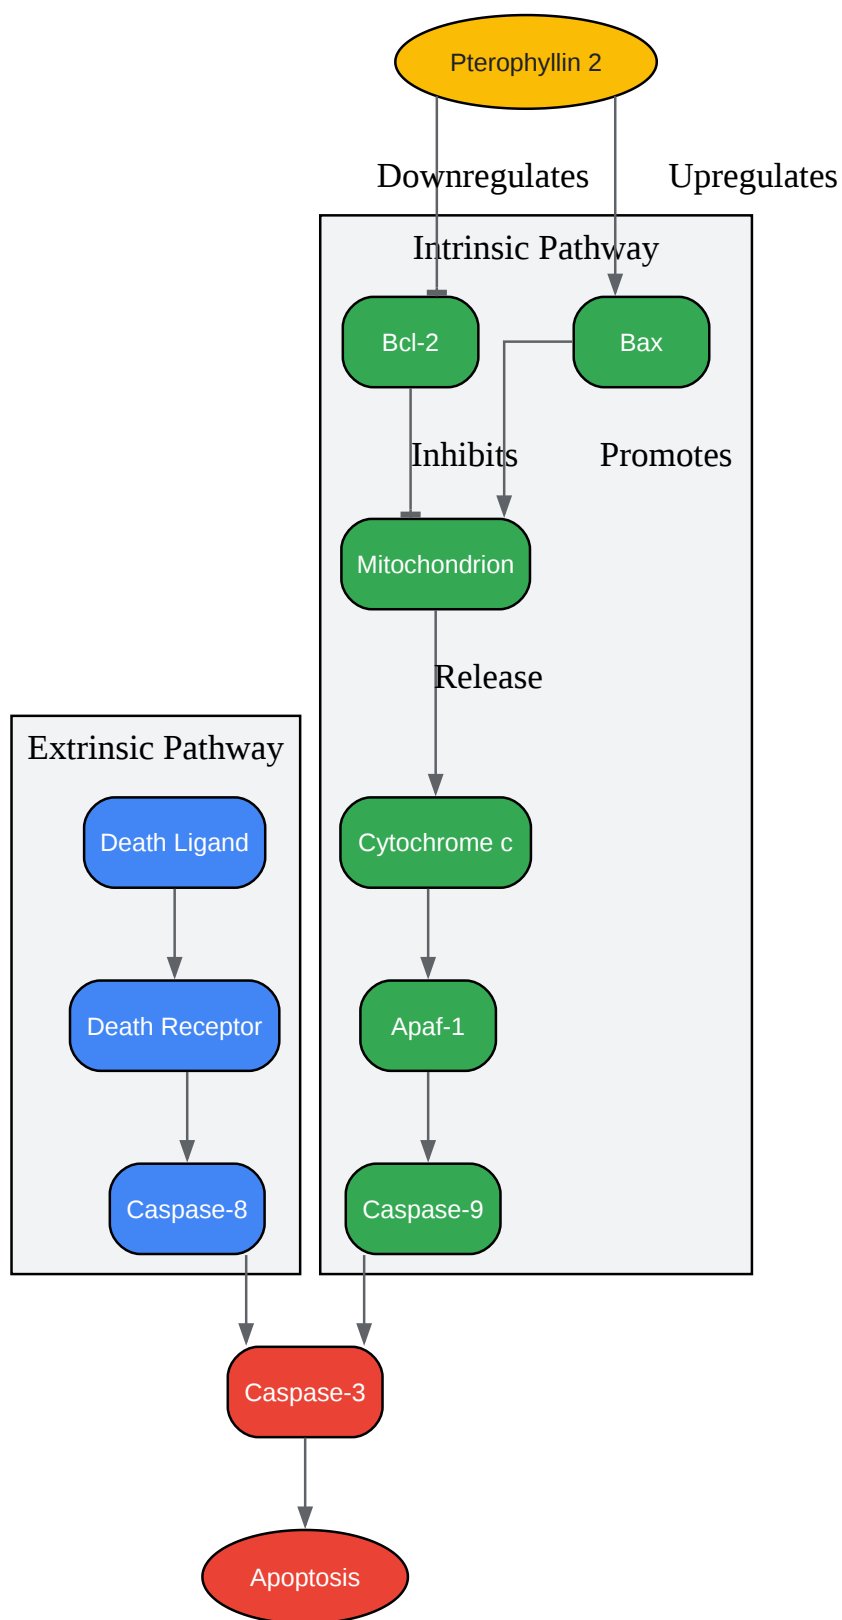 Pterophyllin 2
Downregulates
Upregulates
Intrinsic Pathway
Bcl-2
Bax
Inhibits
Promotes
Mitochondrion
Release
Extrinsic Pathway
Death Ligand
Cytochrome c
Death Receptor
Apaf-1
Caspase-8
Caspase-9
Caspase-3
Apoptosis